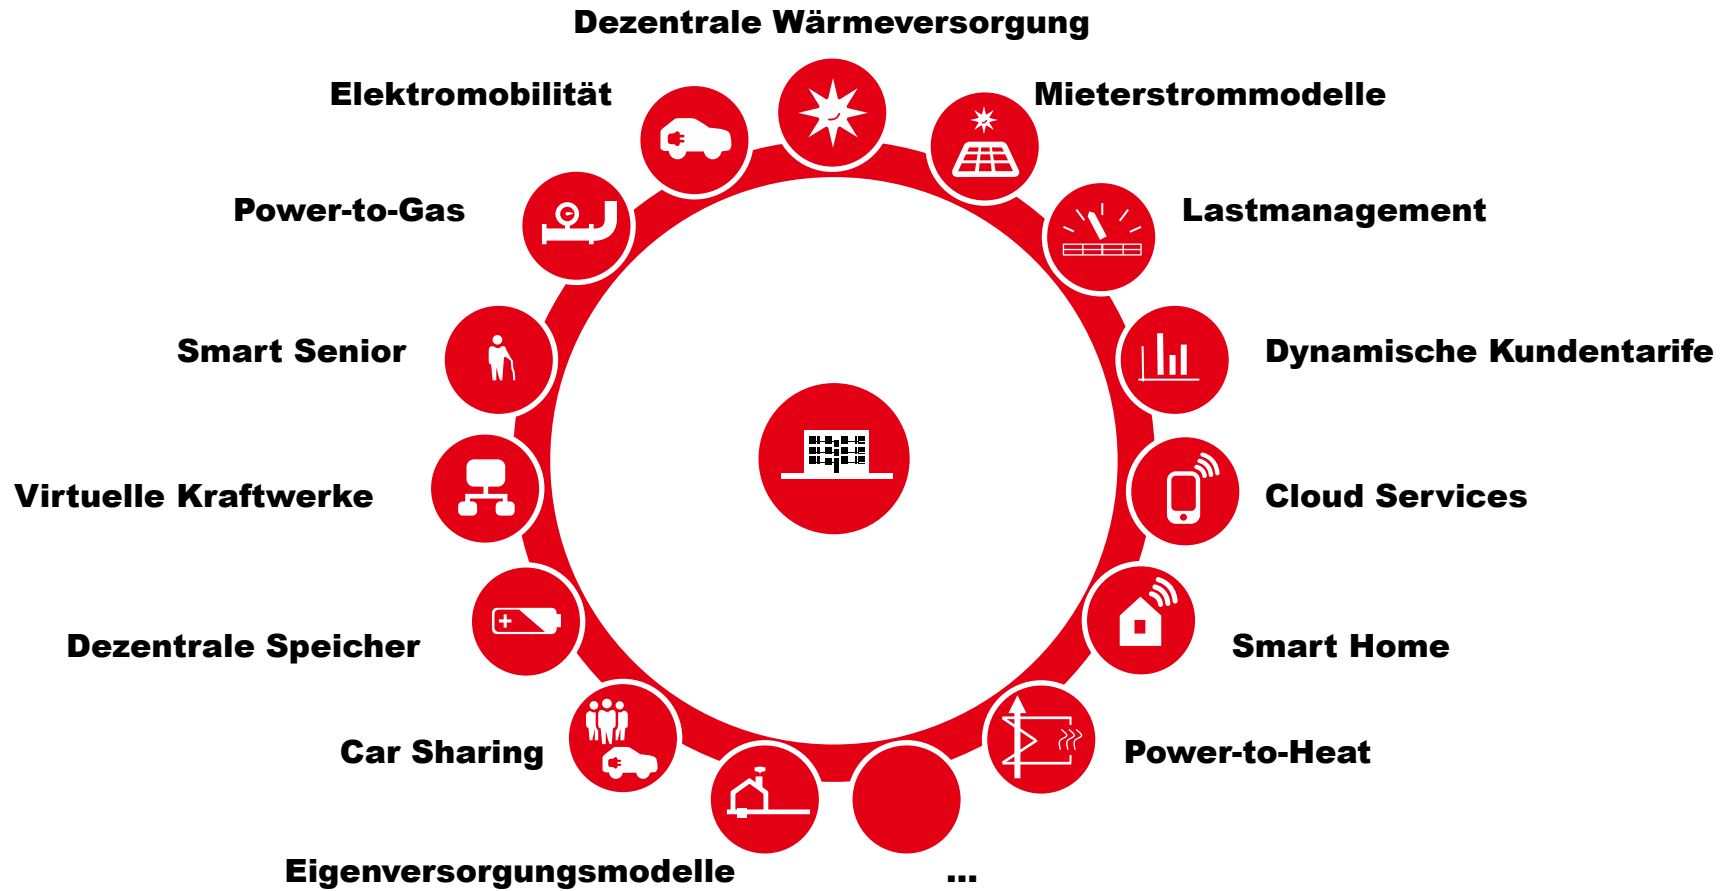 Dezentrale Wärmeversorgung
Elektromobilität
Mieterstrommodelle
Power-to-Gas
Lastmanagement
Smart Senior
Dynamische Kundentarife
Virtuelle Kraftwerke
Cloud Services
Dezentrale Speicher
Smart Home
Car Sharing
Power-to-Heat
Eigenversorgungsmodelle
...